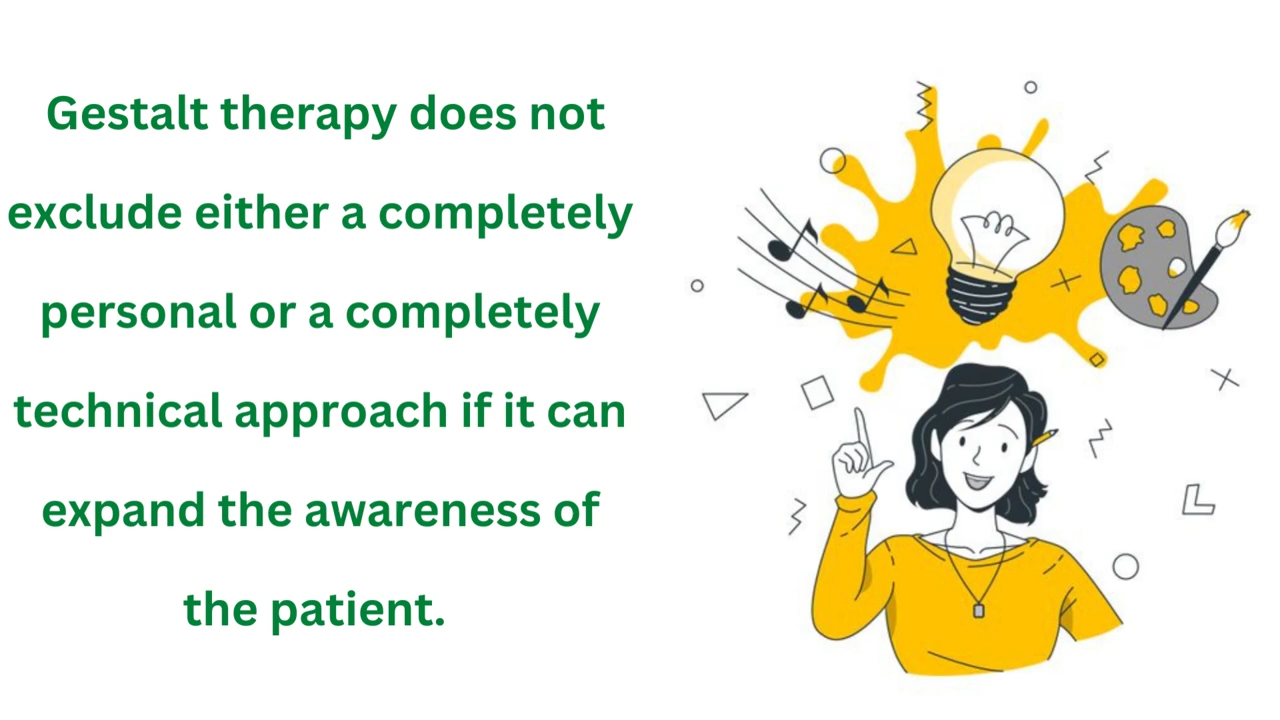 Gestalt therapy does not
exclude either a completely
personal or a completely
technical approach if it can
expand the awareness of
the patient.